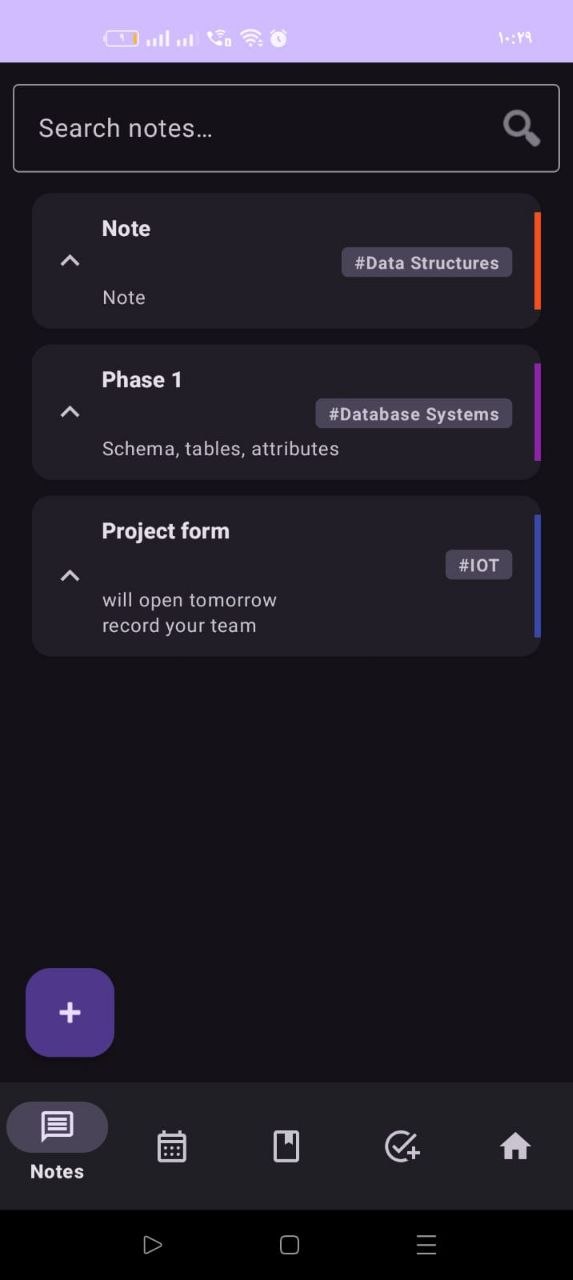 ٩
١٠:٢٩
Search notes...
Note
#Data Structures
Note
Phase 1
#Database Systems
Schema, tables, attributes
Project form
#IOT
will open tomorrow
record your team
+
Notes